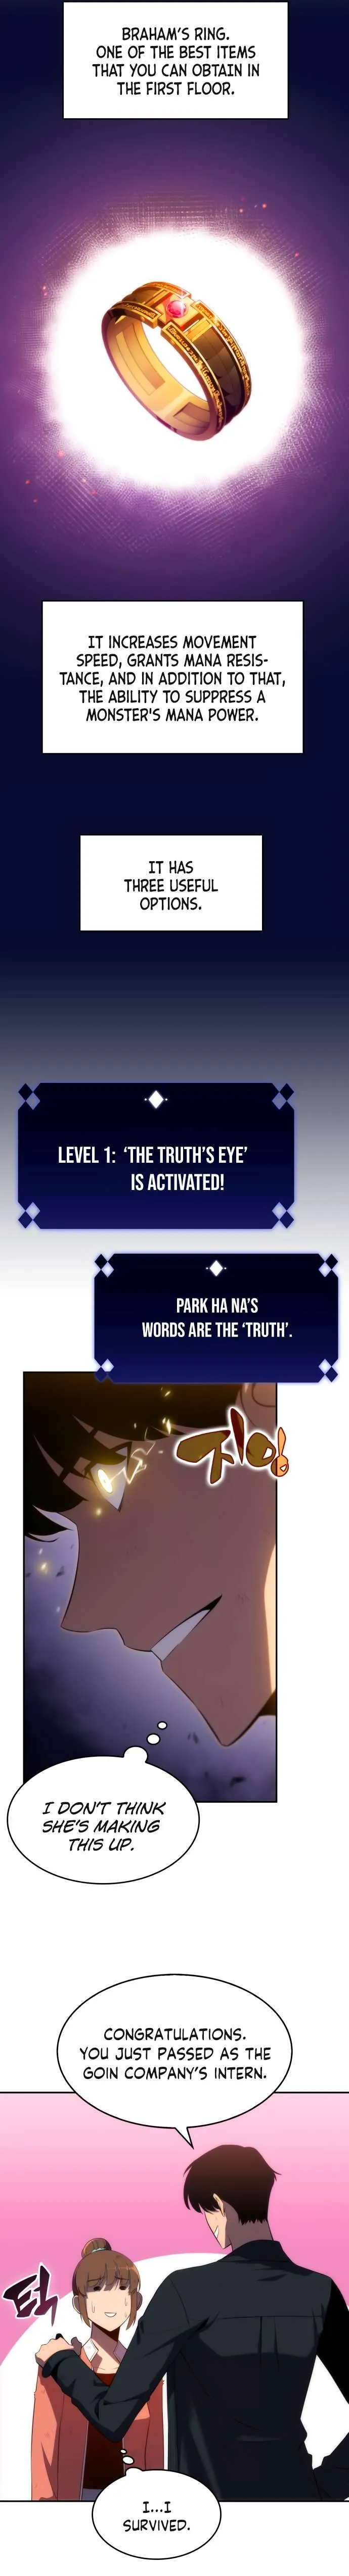 BRAHAM'S RING.
ONE OF THE BEST ITEMS
THAT YOU CAN OBTAIN IN
THE FIRST FLOOR.
IT INCREASES MOVEMENT
SPEED, GRANTS MANA RESIS-
TANCE, AND IN ADDITION TO THAT,
THE ABILITY TO SUPPRESS A
MONSTER'S MANA POWER.
IT HAS
THREE USEFUL
OPTIONS.
LEVEL 1: 'THE TRUTH'S EYE'
IS ACTIVATED!
PARK HA NA'S
WORDS ARE THE 'TRUTH'.
지이잉
I DON'T THINK
SHE'S MAKING
THIS UP.
CONGRATULATIONS.
YOU JUST PASSED AS THE
GOIN COMPANY'S INTERN.
턱
I...I
SURVIVED.